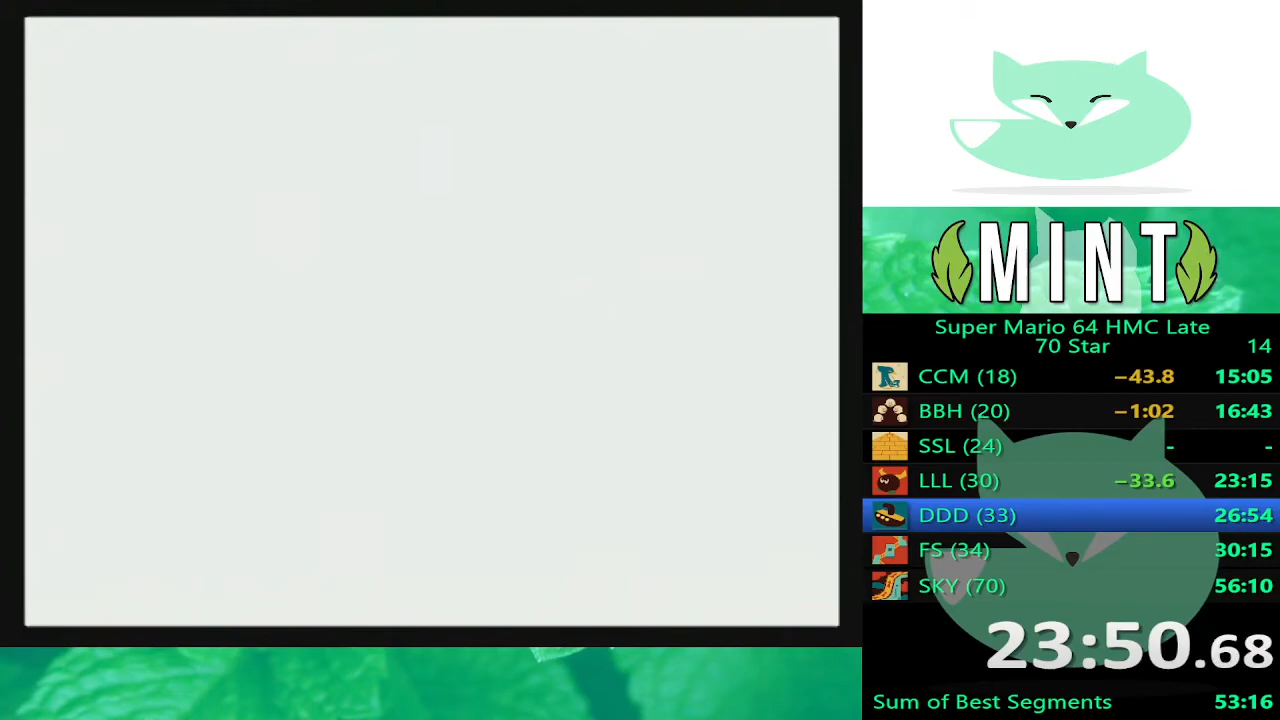 MINT
Super Mario 64 HMC Late
70 Star 14
CCM (18) −43.8 15:05
BBH (20) −1:02 16:43
SSL (24) - -
LLL (30) −33.6 23:15
DDD (33) 26:54
FS (34) 30:15
SKY (70) 56:10
23:50.68
Sum of Best Segments 53:16